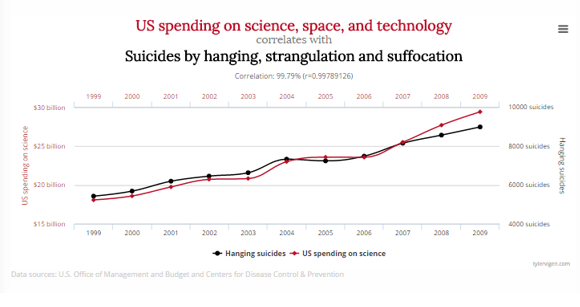 US spending on science, space, and technology
correlates with
Suicides by hanging, strangulation and suffocation
Correlation: 99.79% (r=0.99789126)
1999 2000 2001 2002 2003 2004 2005 2006 2007 2008 2009
$30 billion 10000 suicides
$25 billion 8000 suicides
$20 billion 6000 suicides
$15 billion 4000 suicides
US spending on science
Hanging suicides
1999 2000 2001 2002 2003 2004 2005 2006 2007 2008 2009
Hanging suicides US spending on science
tylervigen.com
Data sources: U.S. Office of Management and Budget and Centers for Disease Control & Prevention